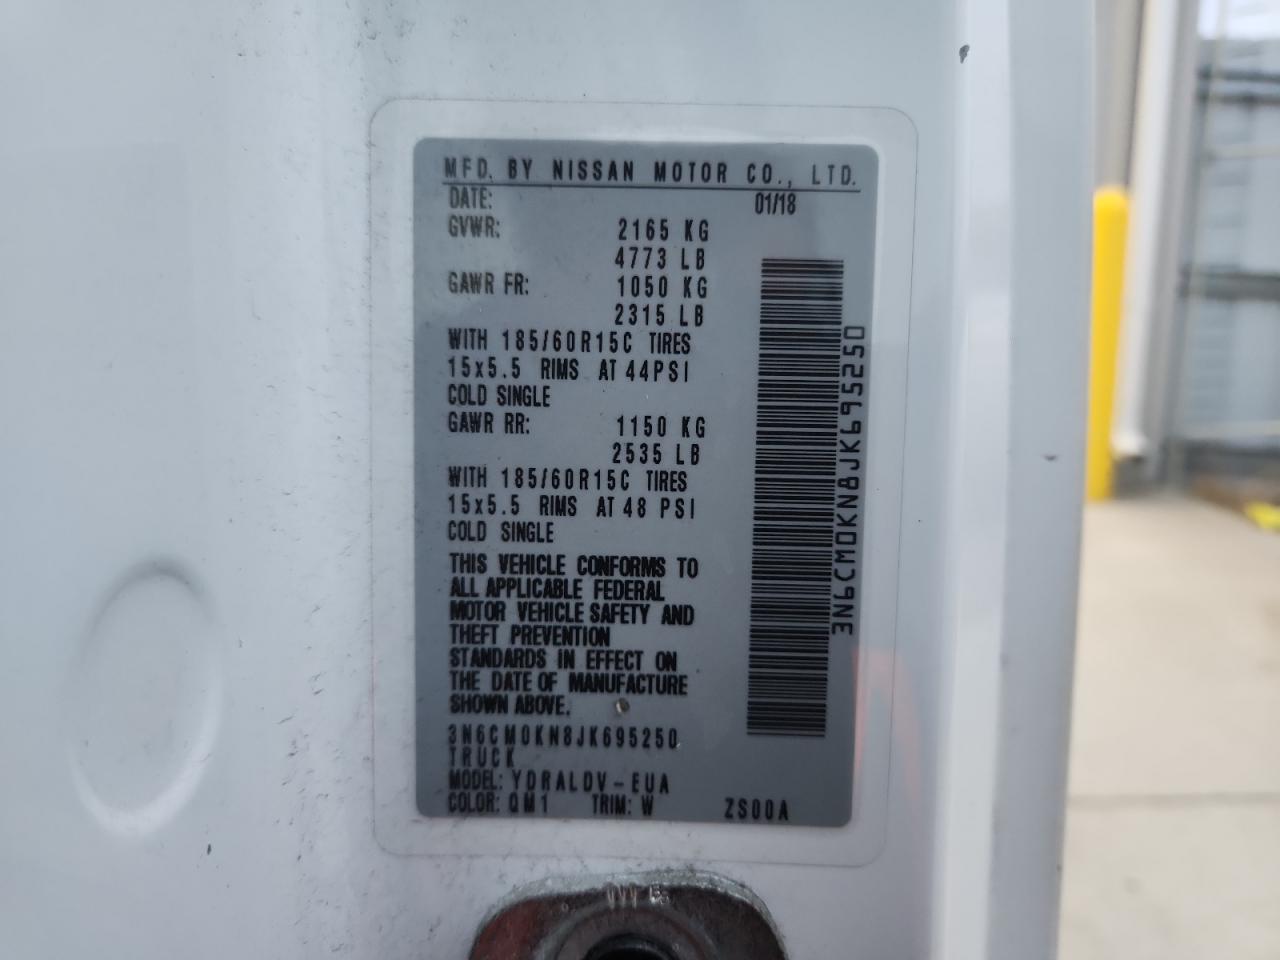 MFD. BY NISSAN MOTOR CO., LTD.
DATE: 01/18
GVWR: 2165 KG
4773 LB
GAWR FR: 1050 KG
2315 LB
WITH 185/60R15C TIRES
15x5.5 RIMS AT 44PSI
COLD SINGLE
GAWR RR: 1150 KG
2535 LB
WITH 185/60R15C TIRES
15x5.5 RIMS AT 48 PSI
COLD SINGLE
THIS VEHICLE CONFORMS TO
ALL APPLICABLE FEDERAL
MOTOR VEHICLE SAFETY AND
THEFT PREVENTION
STANDARDS IN EFFECT ON
THE DATE OF MANUFACTURE
SHOWN ABOVE.
3N6CM0KN8JK695250
TRUCK
MODEL: YDRALDV-EUA
COLOR: QM1 TRIM: W ZS00A
3N6CM0KN8JK695250